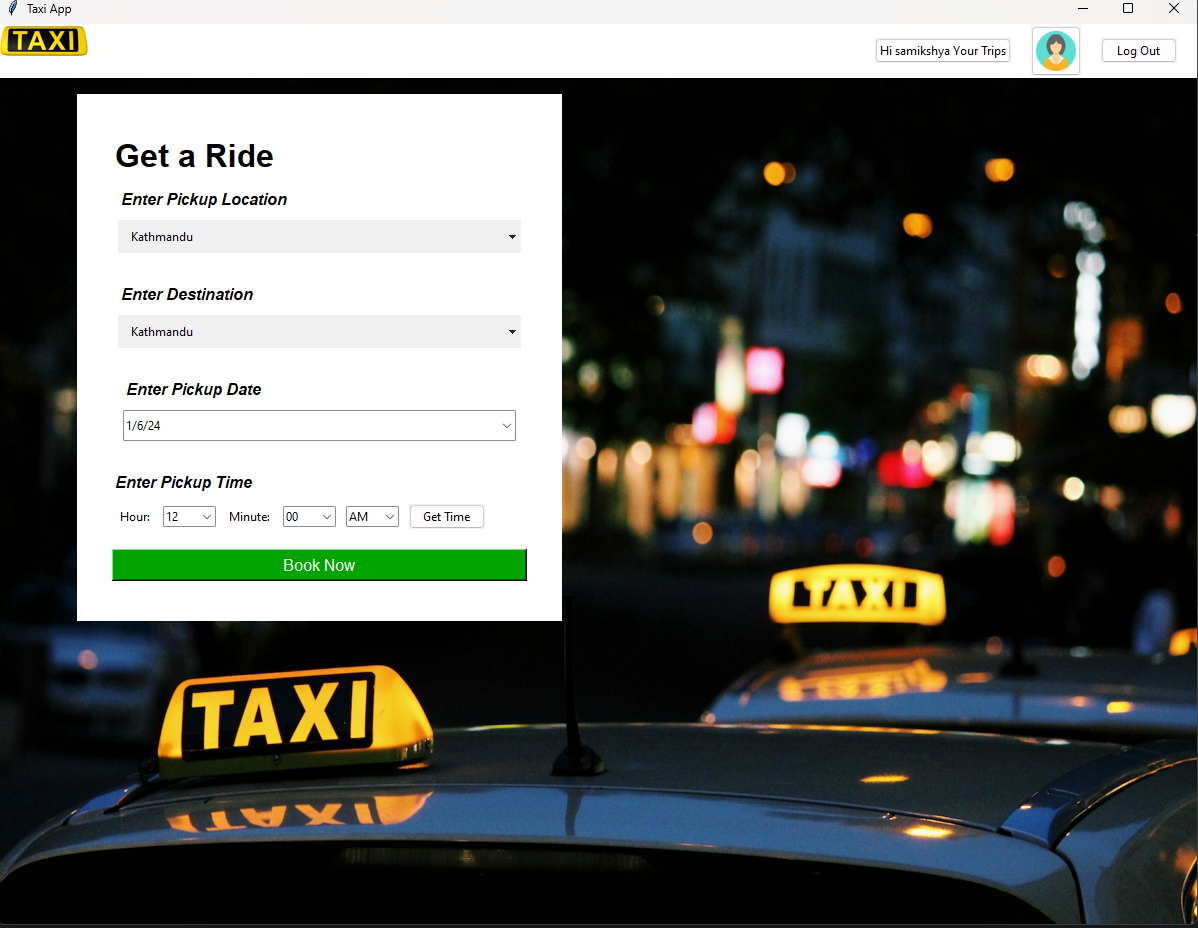 Taxi App
TAXI
Hi samikshya Your Trips
Log Out
Get a Ride
Enter Pickup Location
Kathmandu
Enter Destination
Kathmandu
Enter Pickup Date
1/6/24
Enter Pickup Time
Hour: 12 Minute: 00 AM Get Time
Book Now
TAXI
TAXI
TAXI
TAXI